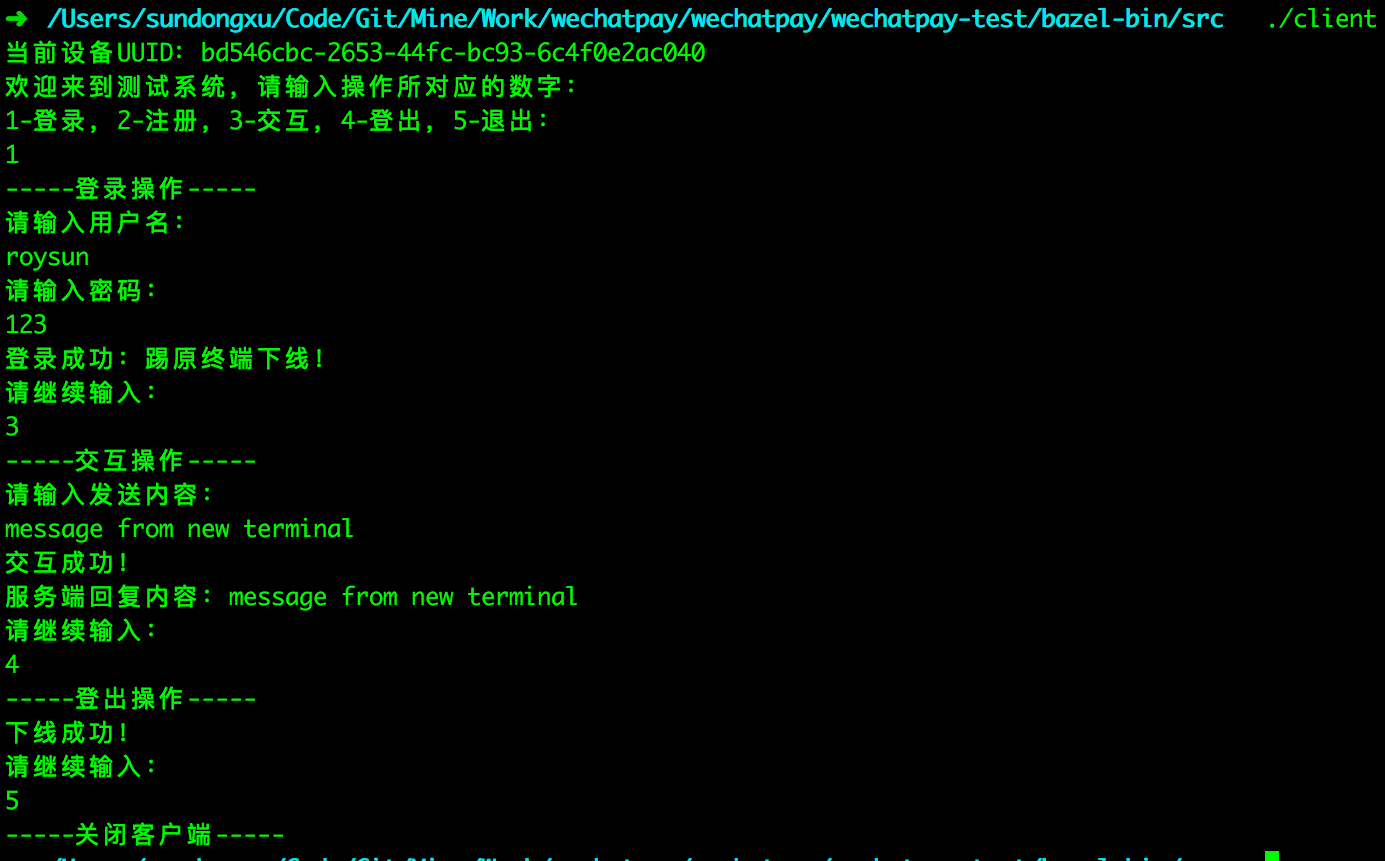 ➜ /Users/sundongxu/Code/Git/Mine/Work/wechatpay/wechatpay/wechatpay-test/bazel-bin/src ./client
当前设备UUID：bd546cbc-2653-44fc-bc93-6c4f0e2ac040
欢迎来到测试系统，请输入操作所对应的数字：
1-登录，2-注册，3-交互，4-登出，5-退出：
1
-----登录操作-----
请输入用户名：
roysun
请输入密码：
123
登录成功：踢原终端下线！
请继续输入：
3
-----交互操作-----
请输入发送内容：
message from new terminal
交互成功！
服务端回复内容：message from new terminal
请继续输入：
4
-----登出操作-----
下线成功！
请继续输入：
5
-----关闭客户端-----